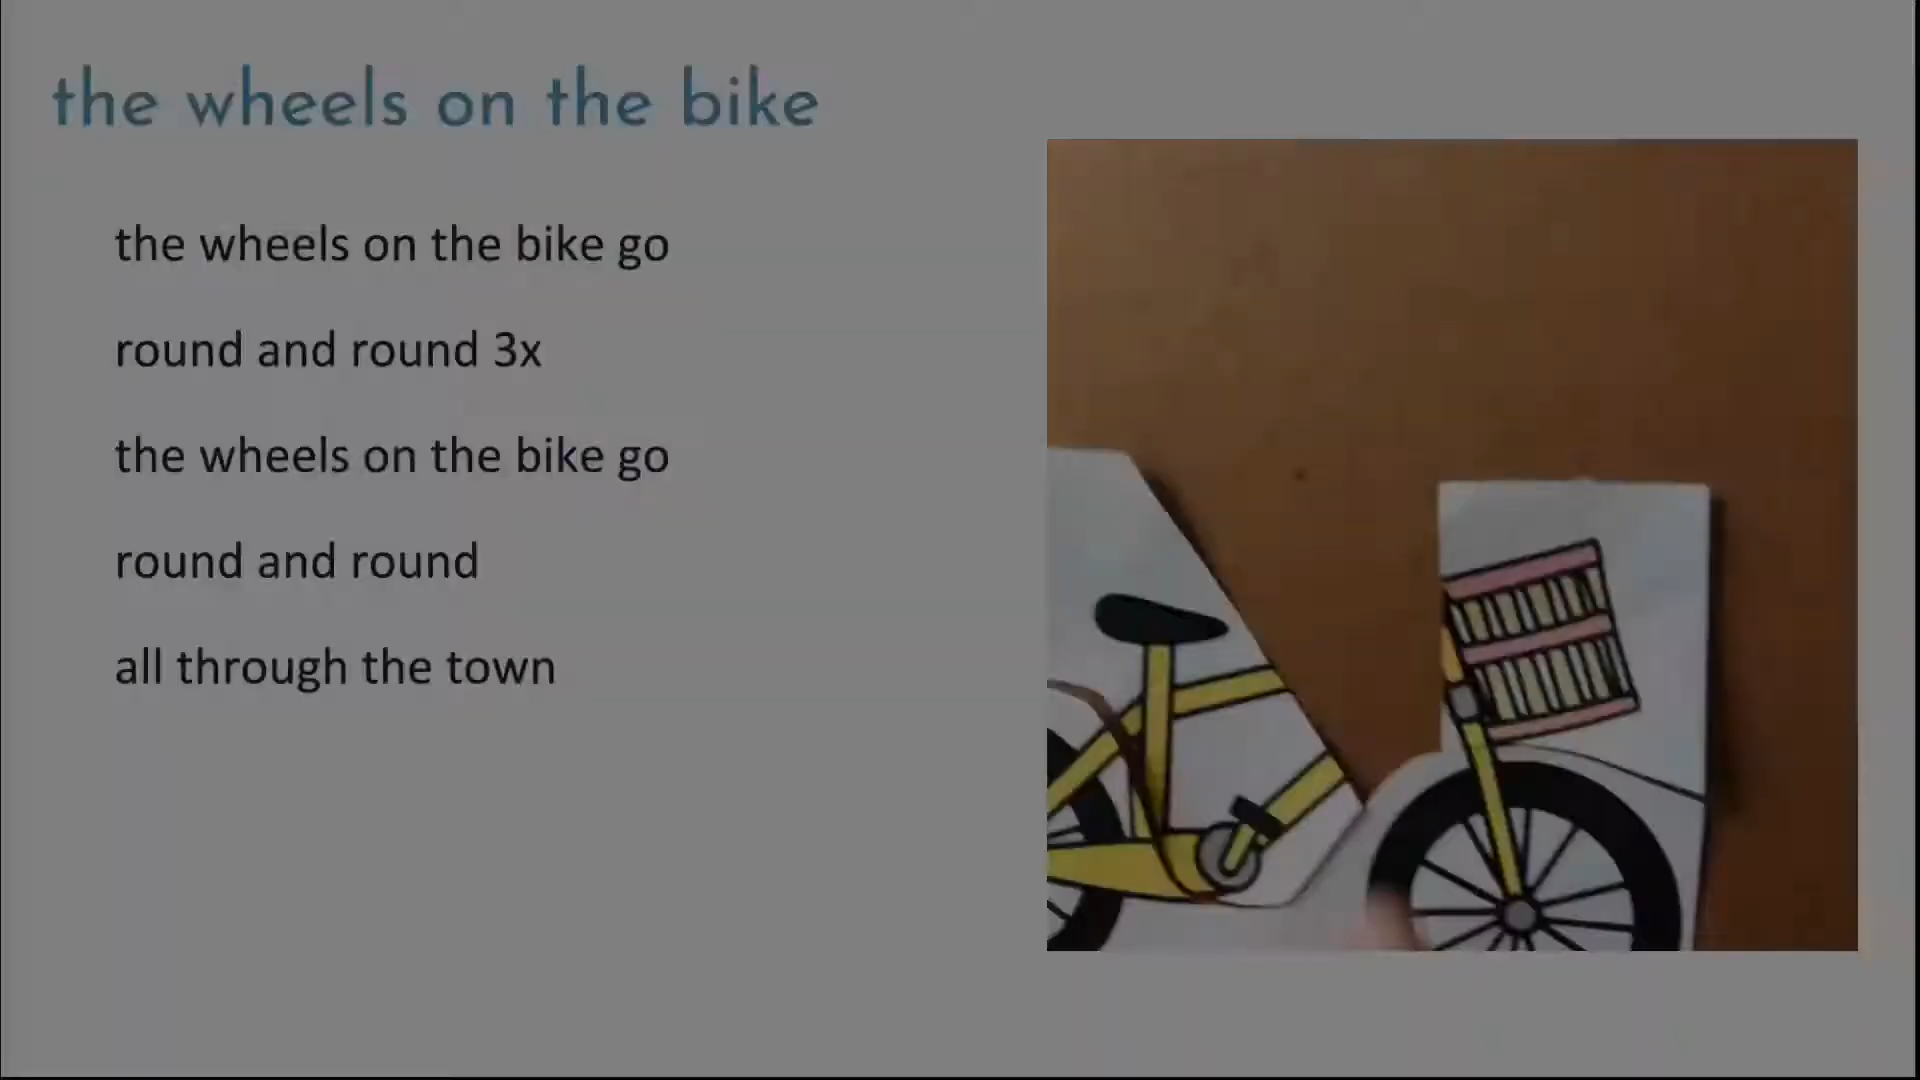 the wheels on the bike
the wheels on the bike go
round and round 3x
the wheels on the bike go
round and round
all through the town